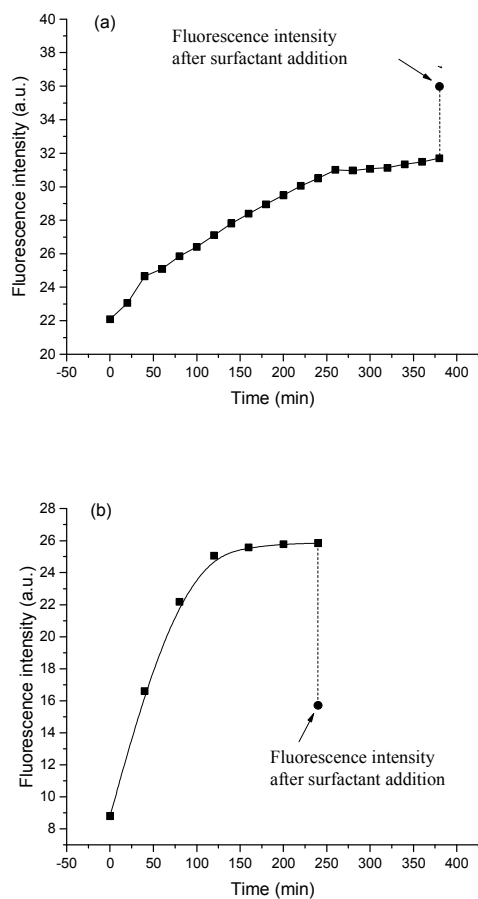 (a)
Fluorescence intensity
after surfactant addition
Fluorescence intensity (a.u.)
40
38
36
34
32
30
28
26
24
22
20
-50 0 50 100 150 200 250 300 350 400
Time (min)
(b)
Fluorescence intensity (a.u.)
28
26
24
22
20
18
16
14
12
10
8
Fluorescence intensity
after surfactant addition
-50 0 50 100 150 200 250 300 350 400
Time (min)